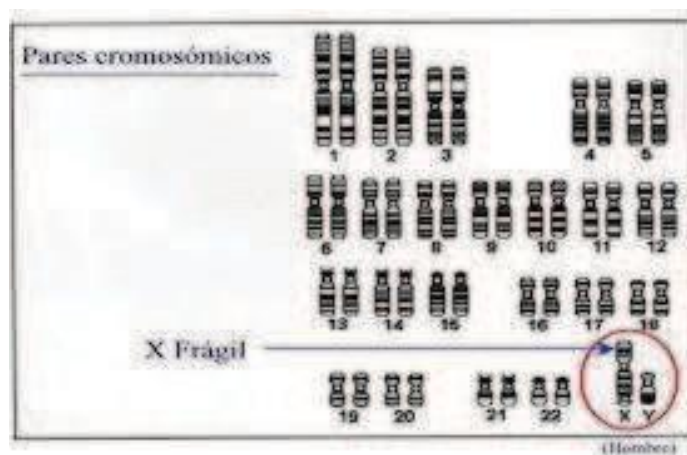 Pares cromosómicos
1 2 3 4 5
6 7 8 9 10 11 12
13 14 15 16 17 18
X Frágil
19 20 21 22 X Y
(Hombre)